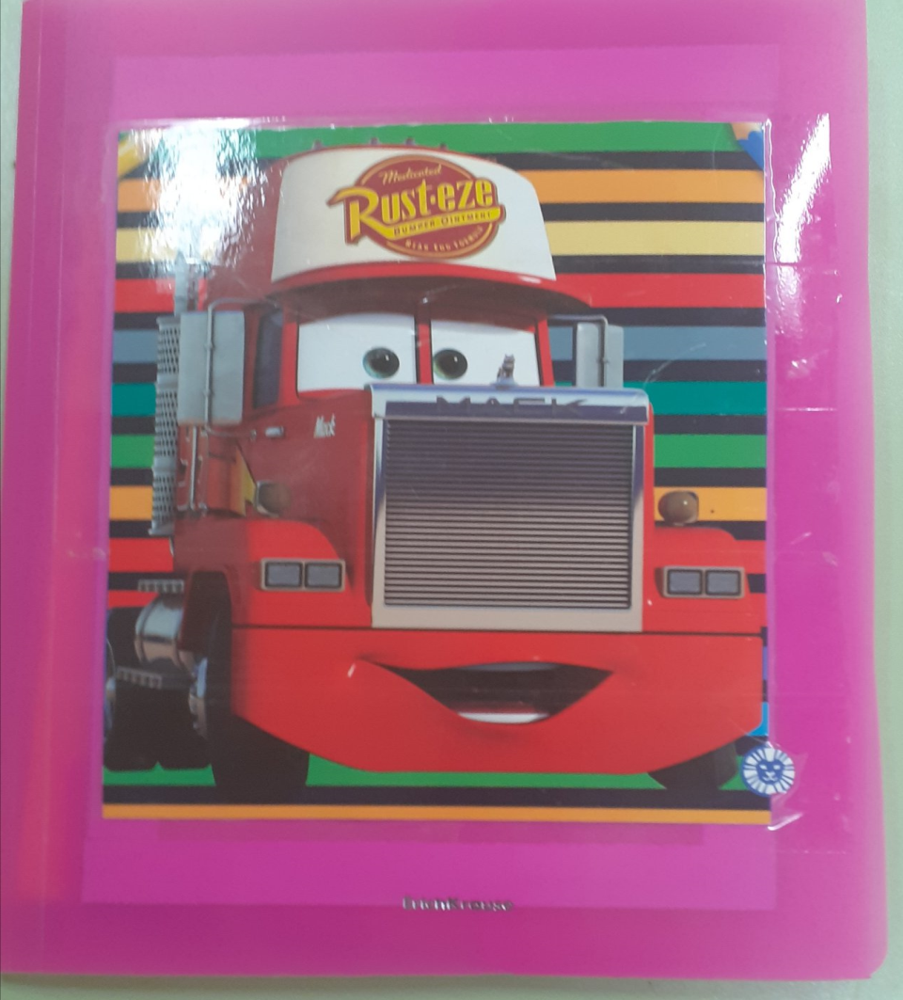 Medicated
Rust-eze
Bumper Ointment
MACK
Mack
ErichKrause